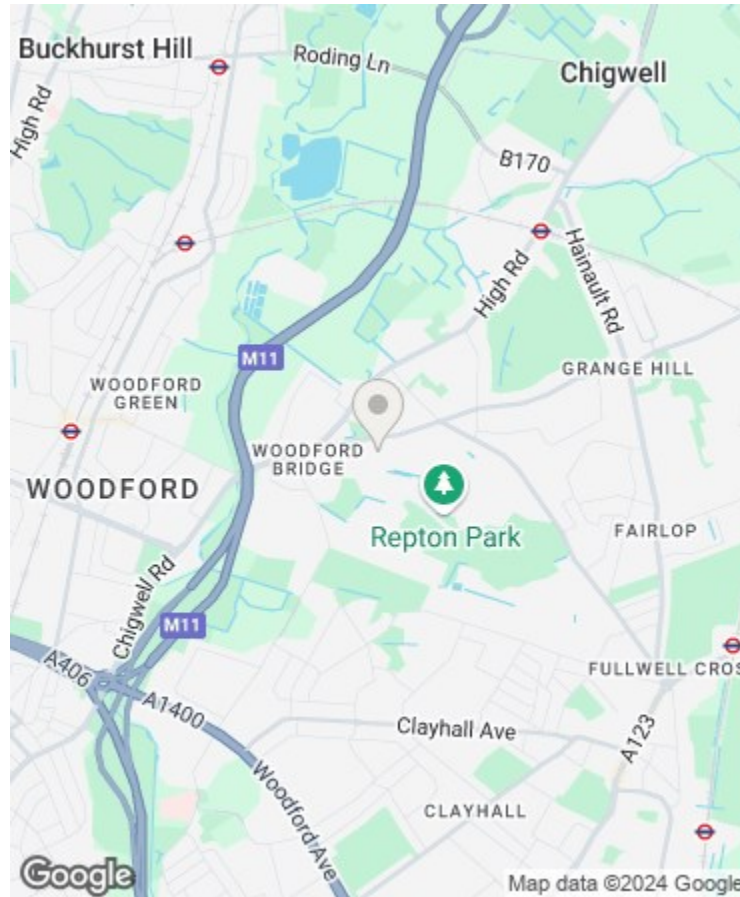 Buckhurst Hill
Roding Ln
Chigwell
High Rd
B170
High Rd
Hainault Rd
M11
GRANGE HILL
WOODFORD
GREEN
WOODFORD
BRIDGE
WOODFORD
Repton Park
FAIRLOP
Chigwell Rd
M11
A406
FULLWELL CROS
A1400
Clayhall Ave
A123
Woodford Ave
CLAYHALL
Google
Map data ©2024 Google